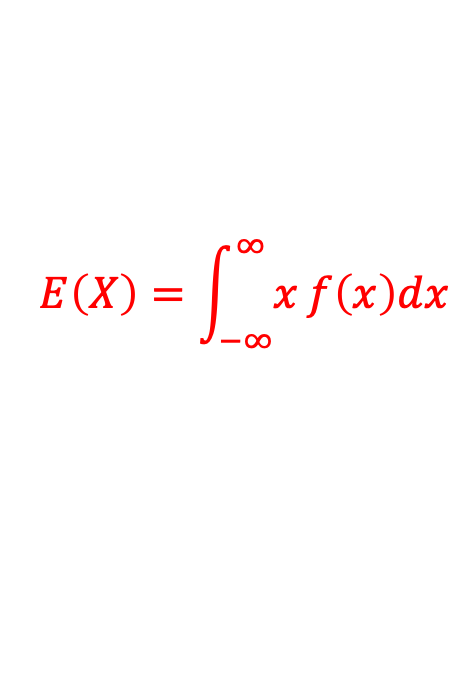 E(X) = ∫_{-∞}^{∞} x f(x)dx